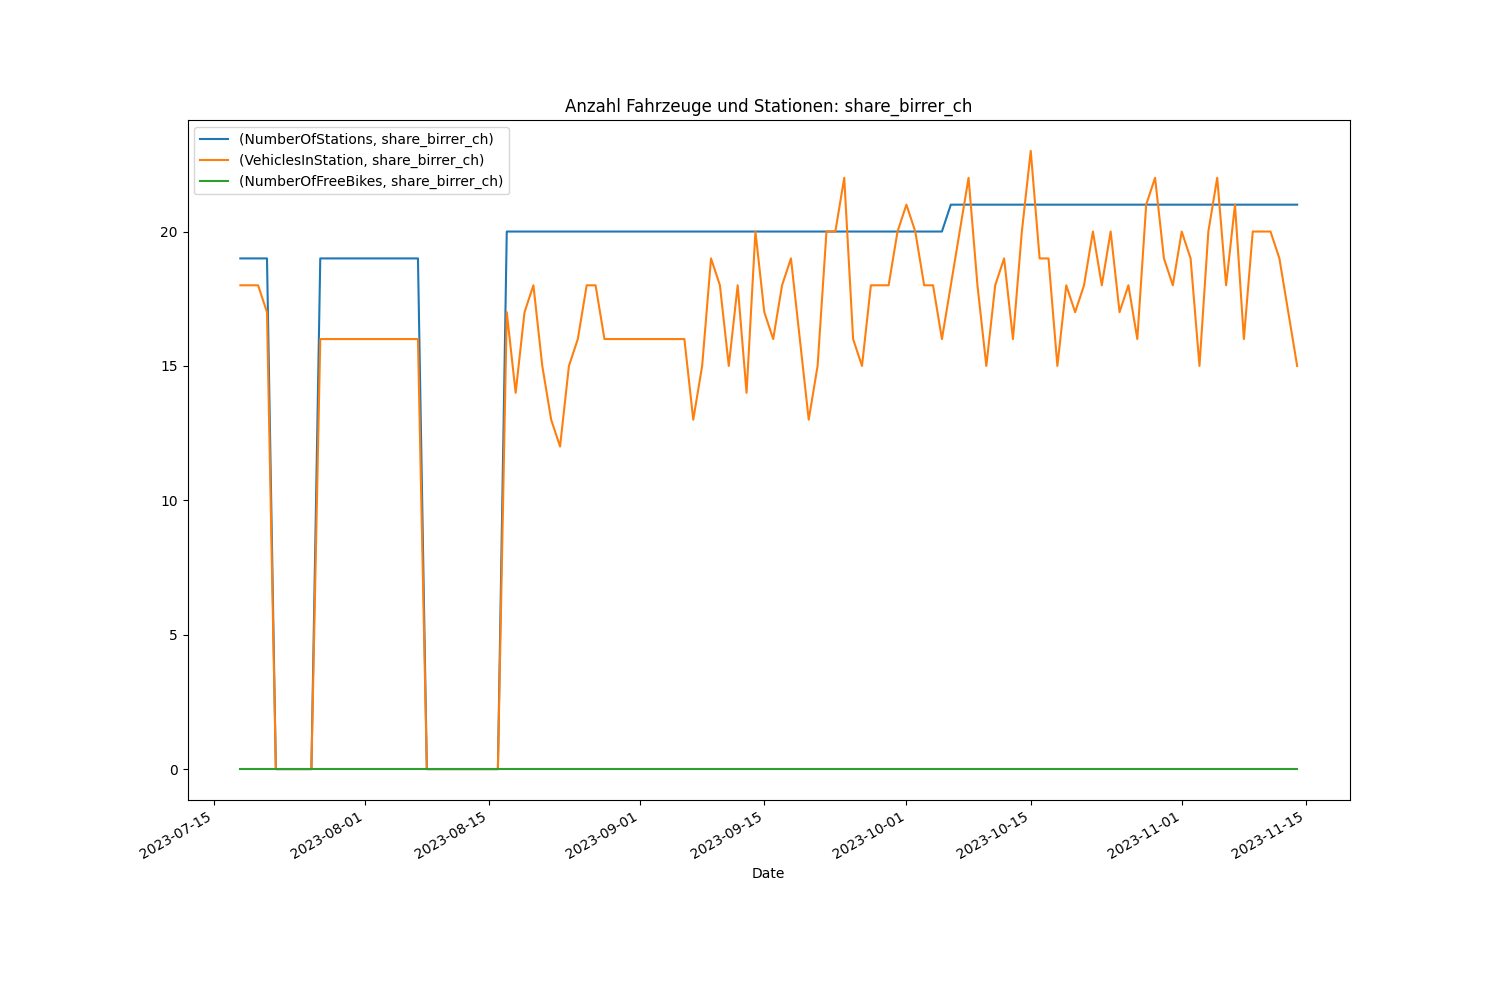 Anzahl Fahrzeuge und Stationen: share_birrer_ch
(NumberOfStations, share_birrer_ch)
(VehiclesInStation, share_birrer_ch)
(NumberOfFreeBikes, share_birrer_ch)
20
15
10
5
0
2023-07-15
2023-08-01
2023-08-15
2023-09-01
2023-09-15
2023-10-01
2023-10-15
2023-11-01
2023-11-15
Date